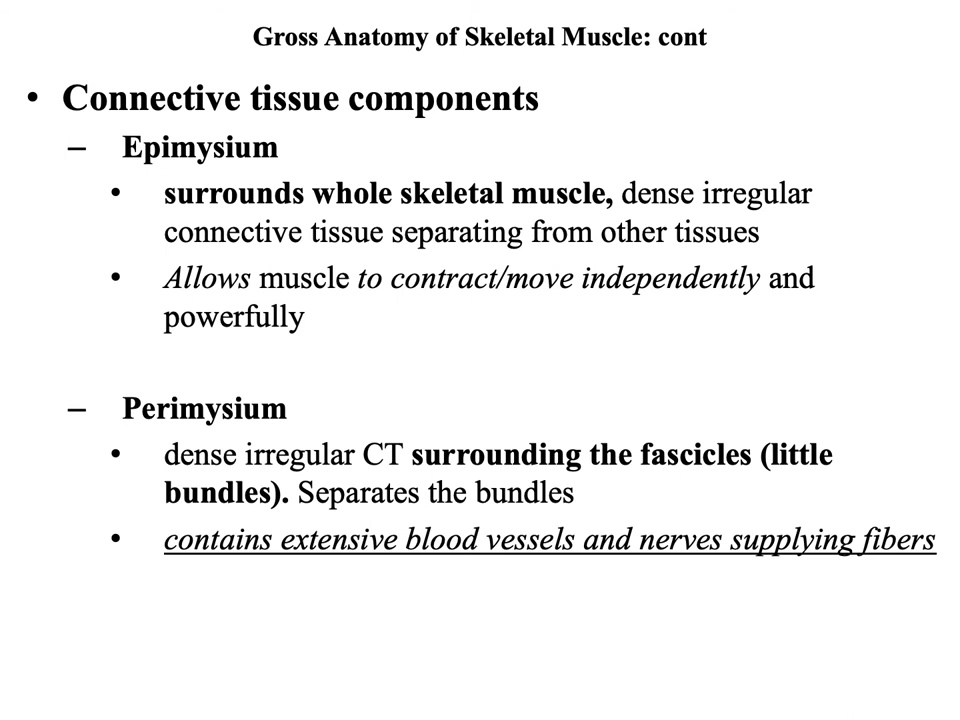 Gross Anatomy of Skeletal Muscle: cont
• Connective tissue components
– Epimysium
• surrounds whole skeletal muscle, dense irregular
connective tissue separating from other tissues
• Allows muscle to contract/move independently and
powerfully
– Perimysium
• dense irregular CT surrounding the fascicles (little
bundles). Separates the bundles
• contains extensive blood vessels and nerves supplying fibers